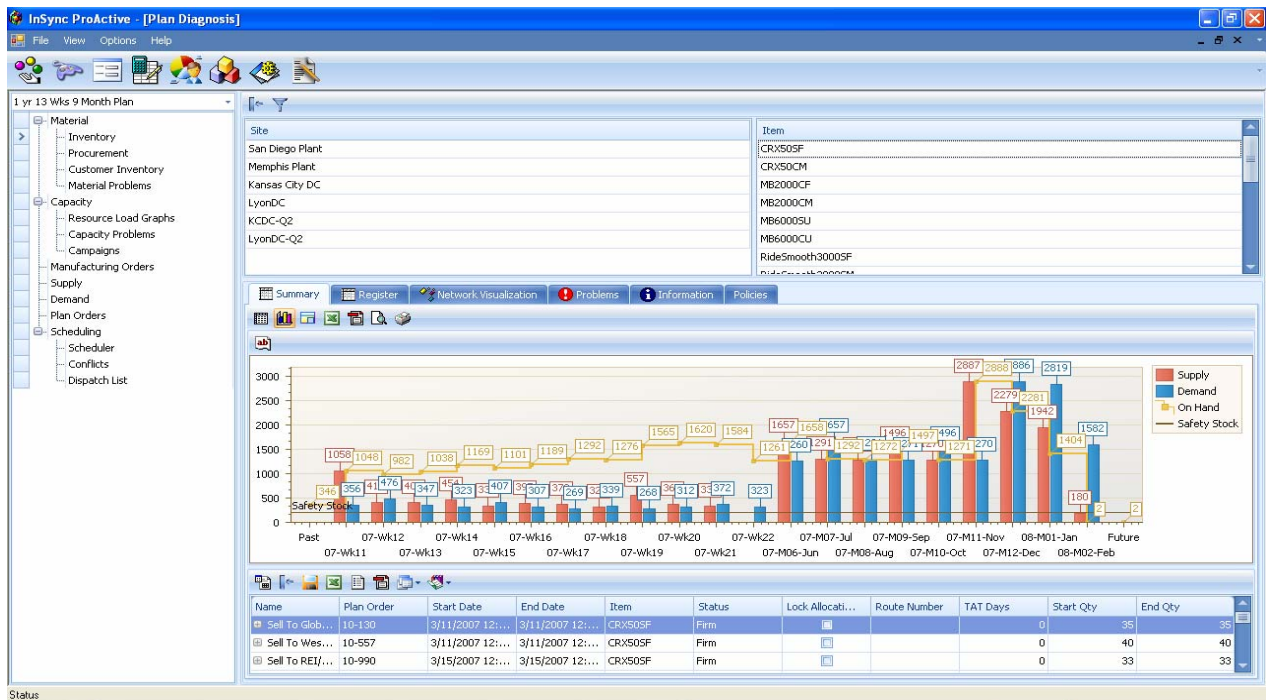 InSync ProActive - [Plan Diagnosis]
File View Options Help
1 yr 13 Wks 9 Month Plan
Material
Inventory
Procurement
Customer Inventory
Material Problems
Capacity
Resource Load Graphs
Capacity Problems
Campaigns
Manufacturing Orders
Supply
Demand
Plan Orders
Scheduling
Scheduler
Conflicts
Dispatch List
Site
San Diego Plant
Memphis Plant
Kansas City DC
LyonDC
KCDC-Q2
LyonDC-Q2
Item
CRX50SF
CRX50CM
MB2000CF
MB2000CM
MB6000SU
MB6000CU
RideSmooth3000SF
Summary Register Network Visualization Problems Information Policies
ab
3000
2500
2000
1500
1000
500
0
2887 2888 886 2819
2279 2281
1942
1657 1658 657
1565 1620 1584
1582
1496 1497 496
1404
1058 1048 982 1038 1169 1101 1189 1292 1276
1261 260 291 1292 1272 1271 270
557
346 356 476 347 323 407 307 269 339 268 312 372 323
180
2 2
Safety Stock
Past 07-Wk12 07-Wk14 07-Wk16 07-Wk18 07-Wk20 07-Wk22 07-M07-Jul 07-M09-Sep 07-M11-Nov 08-M01-Jan Future
07-Wk11 07-Wk13 07-Wk15 07-Wk17 07-Wk19 07-Wk21 07-M06-Jun 07-M08-Aug 07-M10-Oct 07-M12-Dec 08-M02-Feb
Supply
Demand
On Hand
Safety Stock
Name Plan Order Start Date End Date Item Status Lock Allocati... Route Number TAT Days Start Qty End Qty
Sell To Glob... 10-130 3/11/2007 12:... 3/11/2007 12:... CRX50SF Firm 0 35 35
Sell To Wes... 10-557 3/11/2007 12:... 3/11/2007 12:... CRX50SF Firm 0 40 40
Sell To REI/... 10-990 3/15/2007 12:... 3/15/2007 12:... CRX50SF Firm 0 33 33
Status